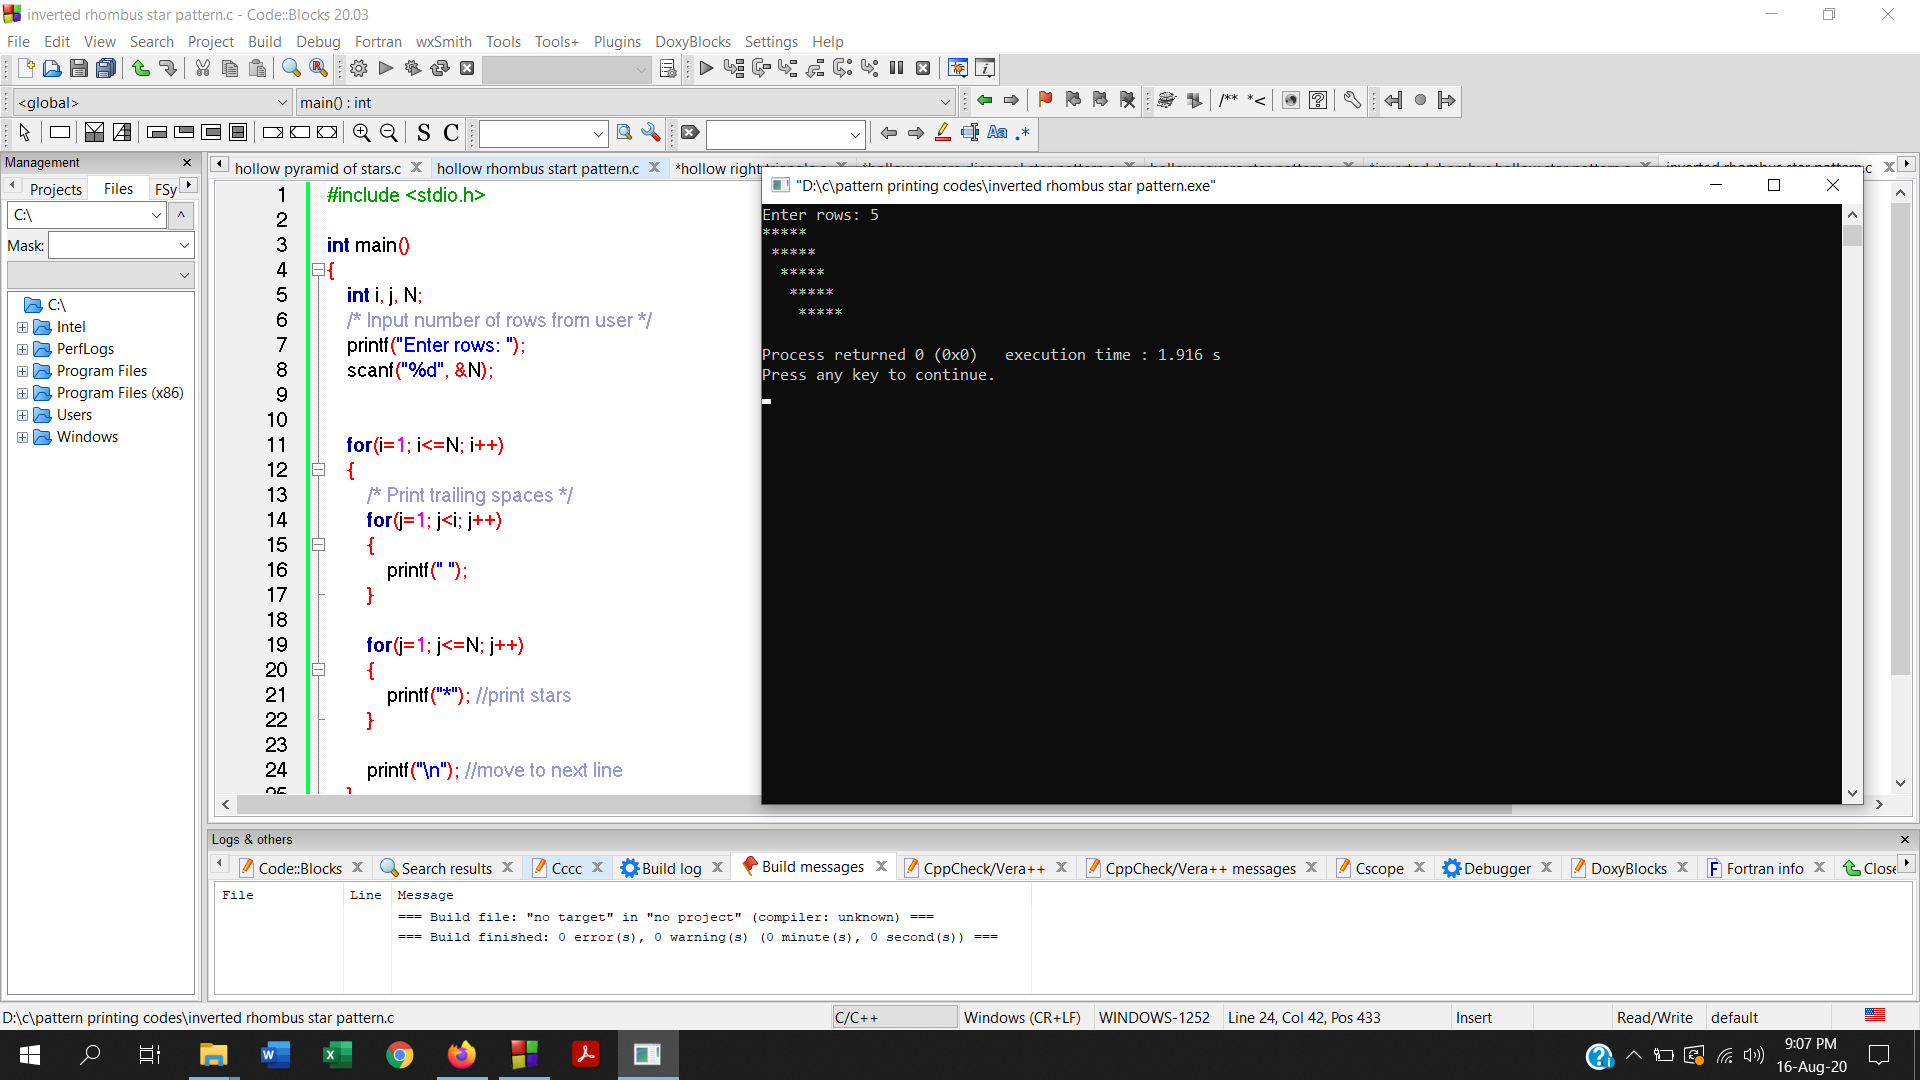 inverted rhombus star pattern.c - Code::Blocks 20.03
File Edit View Search Project Build Debug Fortran wxSmith Tools Tools+ Plugins DoxyBlocks Settings Help
<global> main() : int
/** *<
S C Aa .*
Management
Projects Files FSy
C:\
Mask:
C:\
Intel
PerfLogs
Program Files
Program Files (x86)
Users
Windows
hollow pyramid of stars.c hollow rhombus start pattern.c *hollow right
1 #include <stdio.h>
2
3 int main()
4 {
5 int i, j, N;
6 /* Input number of rows from user */
7 printf("Enter rows: ");
8 scanf("%d", &N);
9
10
11 for(i=1; i<=N; i++)
12 {
13 /* Print trailing spaces */
14 for(j=1; j<i; j++)
15 {
16 printf(" ");
17 }
18
19 for(j=1; j<=N; j++)
20 {
21 printf("*"); //print stars
22 }
23
24 printf("\n"); //move to next line
"D:\c\pattern printing codes\inverted rhombus star pattern.exe"
Enter rows: 5
*****
 *****
  *****
   *****
    *****
Process returned 0 (0x0)   execution time : 1.916 s
Press any key to continue.
Logs & others
Code::Blocks Search results Cccc Build log Build messages CppCheck/Vera++ CppCheck/Vera++ messages Cscope Debugger DoxyBlocks Fortran info Close
File Line Message
=== Build file: "no target" in "no project" (compiler: unknown) ===
=== Build finished: 0 error(s), 0 warning(s) (0 minute(s), 0 second(s)) ===
D:\c\pattern printing codes\inverted rhombus star pattern.c C/C++ Windows (CR+LF) WINDOWS-1252 Line 24, Col 42, Pos 433 Insert Read/Write default
9:07 PM
16-Aug-20